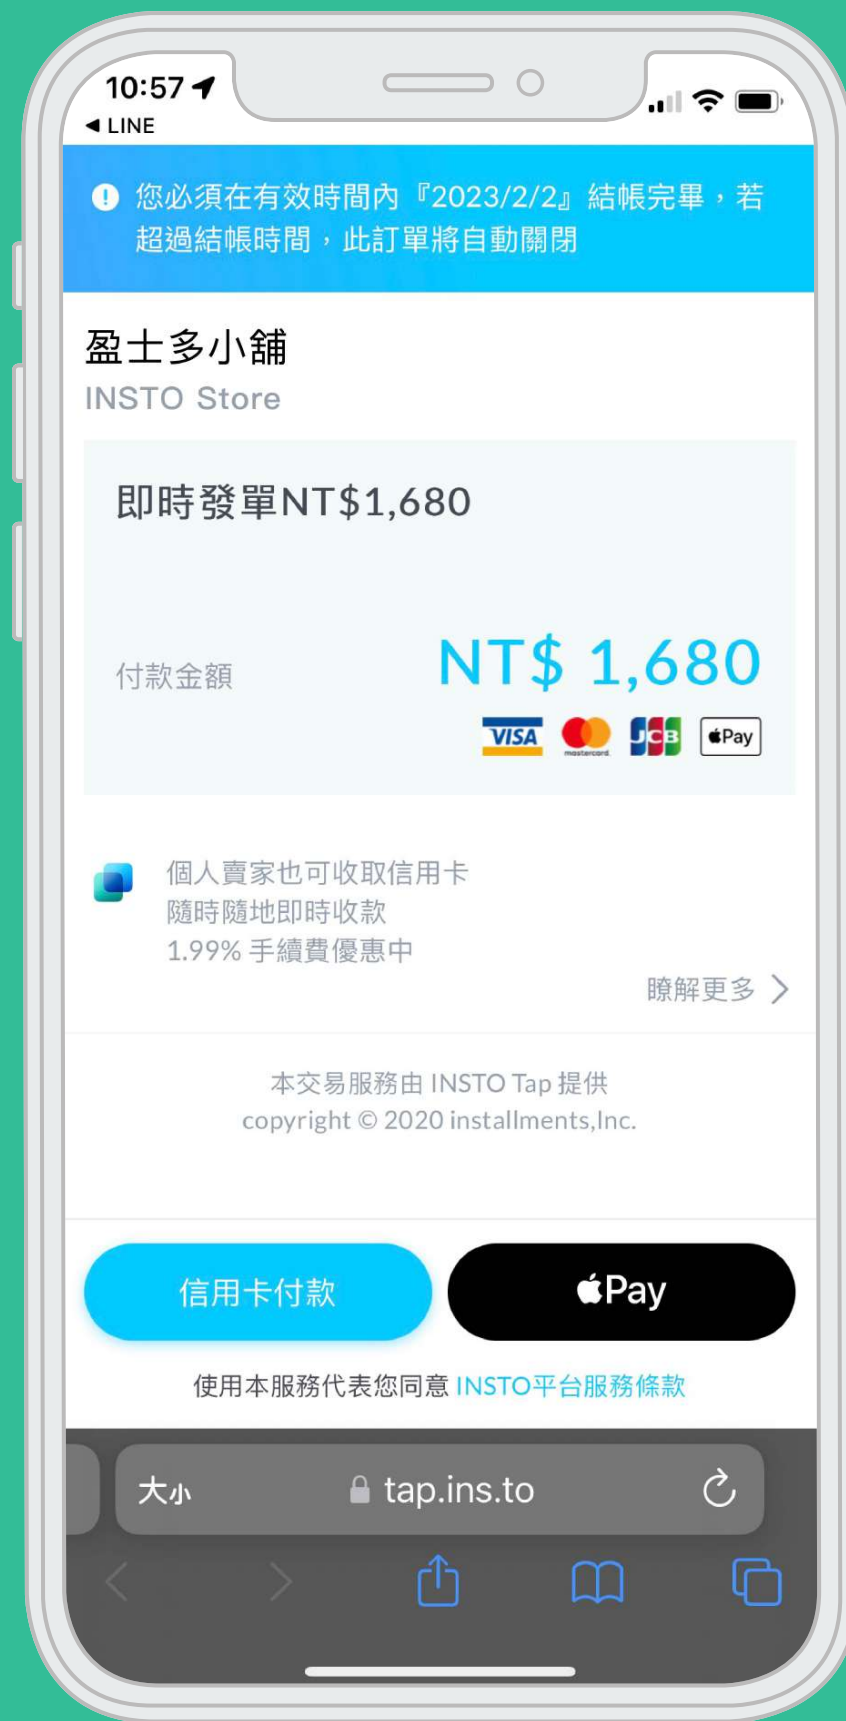 10:57
◀ LINE
您必須在有效時間內『2023/2/2』結帳完畢，若
超過結帳時間，此訂單將自動關閉
盈士多小舖
INSTO Store
即時發單NT$1,680
付款金額
NT$ 1,680
VISA mastercard JCB Pay
個人賣家也可收取信用卡
隨時隨地即時收款
1.99% 手續費優惠中
瞭解更多
本交易服務由 INSTO Tap 提供
copyright © 2020 installments,Inc.
信用卡付款
Pay
使用本服務代表您同意 INSTO平台服務條款
大小 tap.ins.to